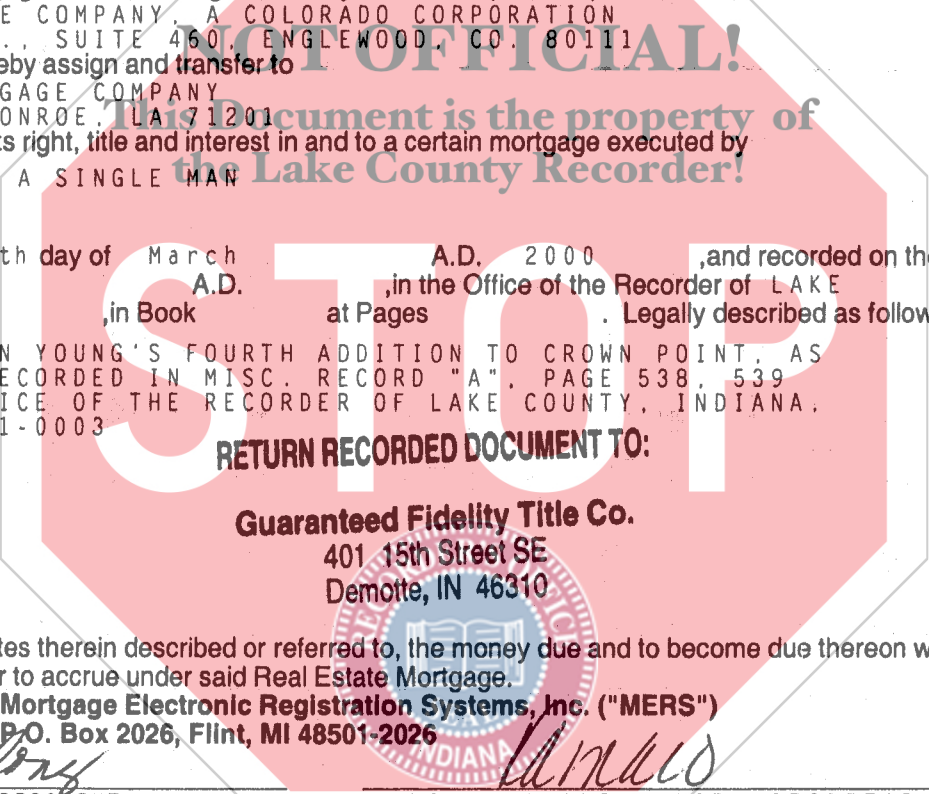 E COMPANY, A COLORADO CORPORATION
., SUITE 460, ENGLEWOOD, CO. 80111
NOT OFFICIAL!
eby assign and transfer to
GAGE COMPANY
This Document is the property of
ONROE, LA 71201
ts right, title and interest in and to a certain mortgage executed by
the Lake County Recorder!
A SINGLE MAN
STOP
th day of March A.D. 2000 ,and recorded on the
A.D. ,in the Office of the Recorder of LAKE
,in Book at Pages . Legally described as follow
N YOUNG'S FOURTH ADDITION TO CROWN POINT, AS
ECORDED IN MISC. RECORD "A", PAGE 538, 539
ICE OF THE RECORDER OF LAKE COUNTY, INDIANA,
1-0003
RETURN RECORDED DOCUMENT TO:
Guaranteed Fidelity Title Co.
401 15th Street SE
Demotte, IN 46310
INDIANA
tes therein described or referred to, the money due and to become due thereon w
r to accrue under said Real Estate Mortgage.
Mortgage Electronic Registration Systems, Inc. ("MERS")
P.O. Box 2026, Flint, MI 48501-2026